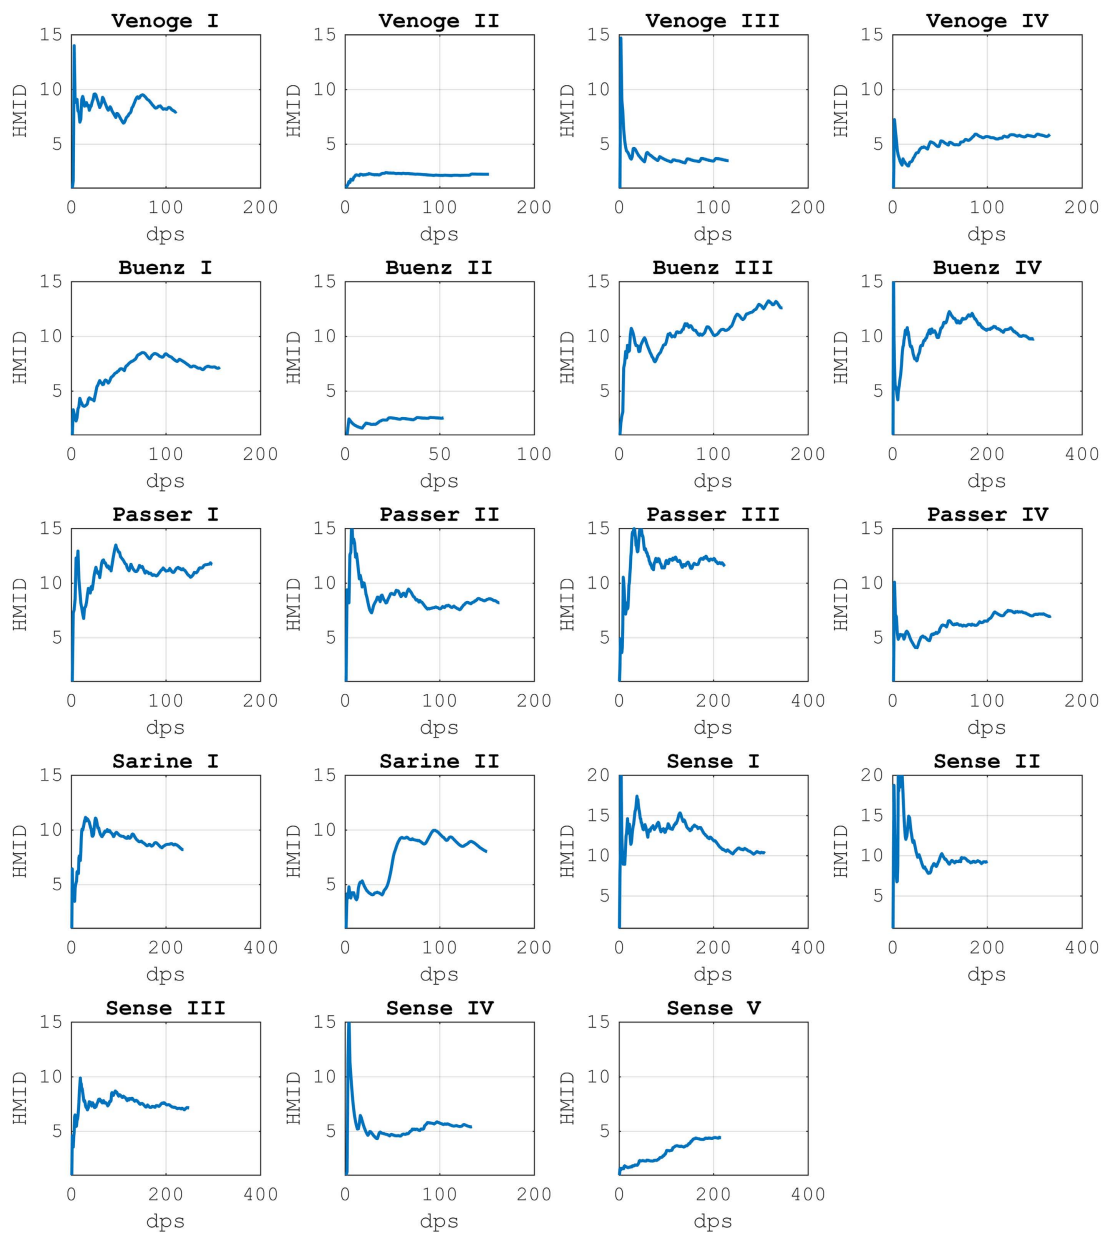 Venoge I Venoge II Venoge III Venoge IV
15 15 15 15
HMID HMID HMID HMID
10 10 10 10
5 5 5 5
0 100 200 0 100 200 0 100 200 0 100 200
dps dps dps dps
Buenz I Buenz II Buenz III Buenz IV
15 15 15 15
HMID HMID HMID HMID
10 10 10 10
5 5 5 5
0 100 200 0 50 100 0 100 200 0 200 400
dps dps dps dps
Passer I Passer II Passer III Passer IV
15 15 15 15
HMID HMID HMID HMID
10 10 10 10
5 5 5 5
0 100 200 0 100 200 0 200 400 0 100 200
dps dps dps dps
Sarine I Sarine II Sense I Sense II
15 15 20 20
HMID HMID HMID HMID
10 10 15 15
5 5 10 10
5 5
0 200 400 0 100 200 0 200 400 0 200 400
dps dps dps dps
Sense III Sense IV Sense V
15 15 15
HMID HMID HMID
10 10 10
5 5 5
0 200 400 0 100 200 0 200 400
dps dps dps